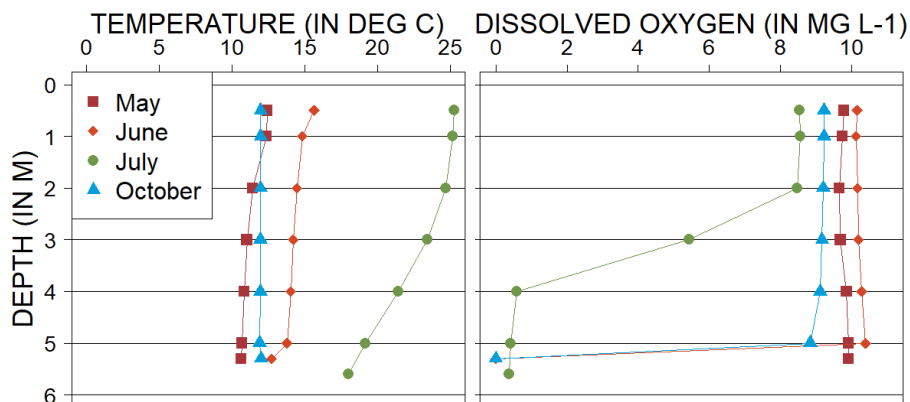 TEMPERATURE (IN DEG C)
DISSOLVED OXYGEN (IN MG L-1)
0 5 10 15 20 25
0 2 4 6 8 10
DEPTH (IN M)
0
1
2
3
4
5
6
May
June
July
October